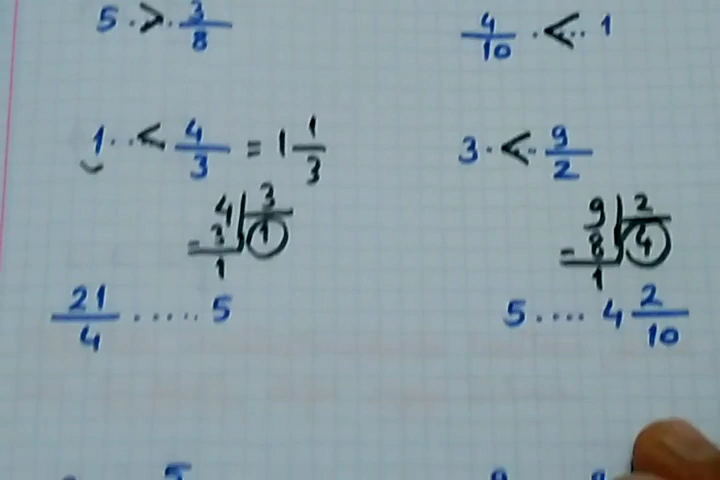 5 . > . 3/8
4/10 . < .. 1
1 .. < 4/3 = 1 1/3
3 . < .. 9/2
4 | 3
- 3 | 1
1
9 | 2
- 8 | 4
1
21/4 ..... 5
5 .... 4 2/10
5